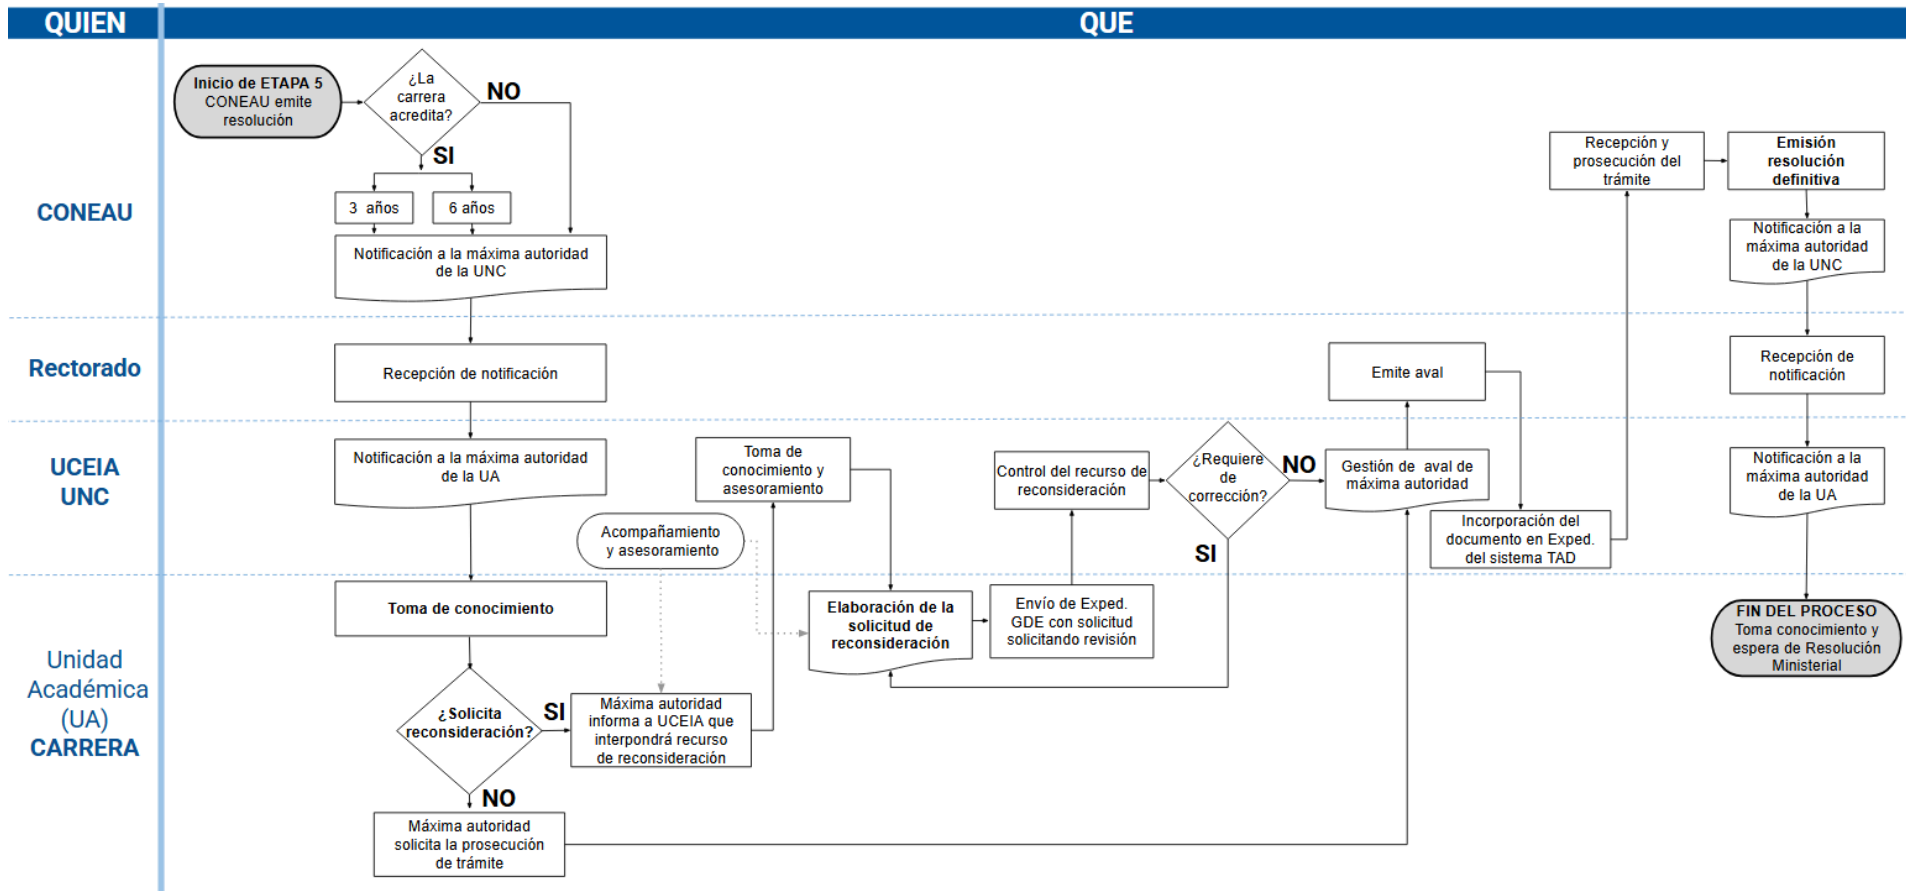 QUIEN
QUE
CONEAU
Inicio de ETAPA 5
CONEAU emite
resolución
¿La
carrera
acredita?
NO
SI
3 años
6 años
Notificación a la máxima autoridad
de la UNC
Recepción y
prosecución del
trámite
Emisión
resolución
definitiva
Notificación a la
máxima autoridad
de la UNC
Rectorado
Recepción de notificación
Emite aval
Recepción de
notificación
UCEIA
UNC
Notificación a la máxima autoridad
de la UA
Toma de
conocimiento y
asesoramiento
Acompañamiento
y asesoramiento
Control del recurso de
reconsideración
¿Requiere
de
corrección?
NO
SI
Gestión de aval de
máxima autoridad
Incorporación del
documento en Exped.
del sistema TAD
Notificación a la
máxima autoridad
de la UA
Unidad
Académica
(UA)
CARRERA
Toma de conocimiento
¿Solicita
reconsideración?
SI
NO
Máxima autoridad
informa a UCEIA que
interpondrá recurso
de reconsideración
Máxima autoridad
solicita la prosecución
de trámite
Elaboración de la
solicitud de
reconsideración
Envío de Exped.
GDE con solicitud
solicitando revisión
FIN DEL PROCESO
Toma conocimiento y
espera de Resolución
Ministerial